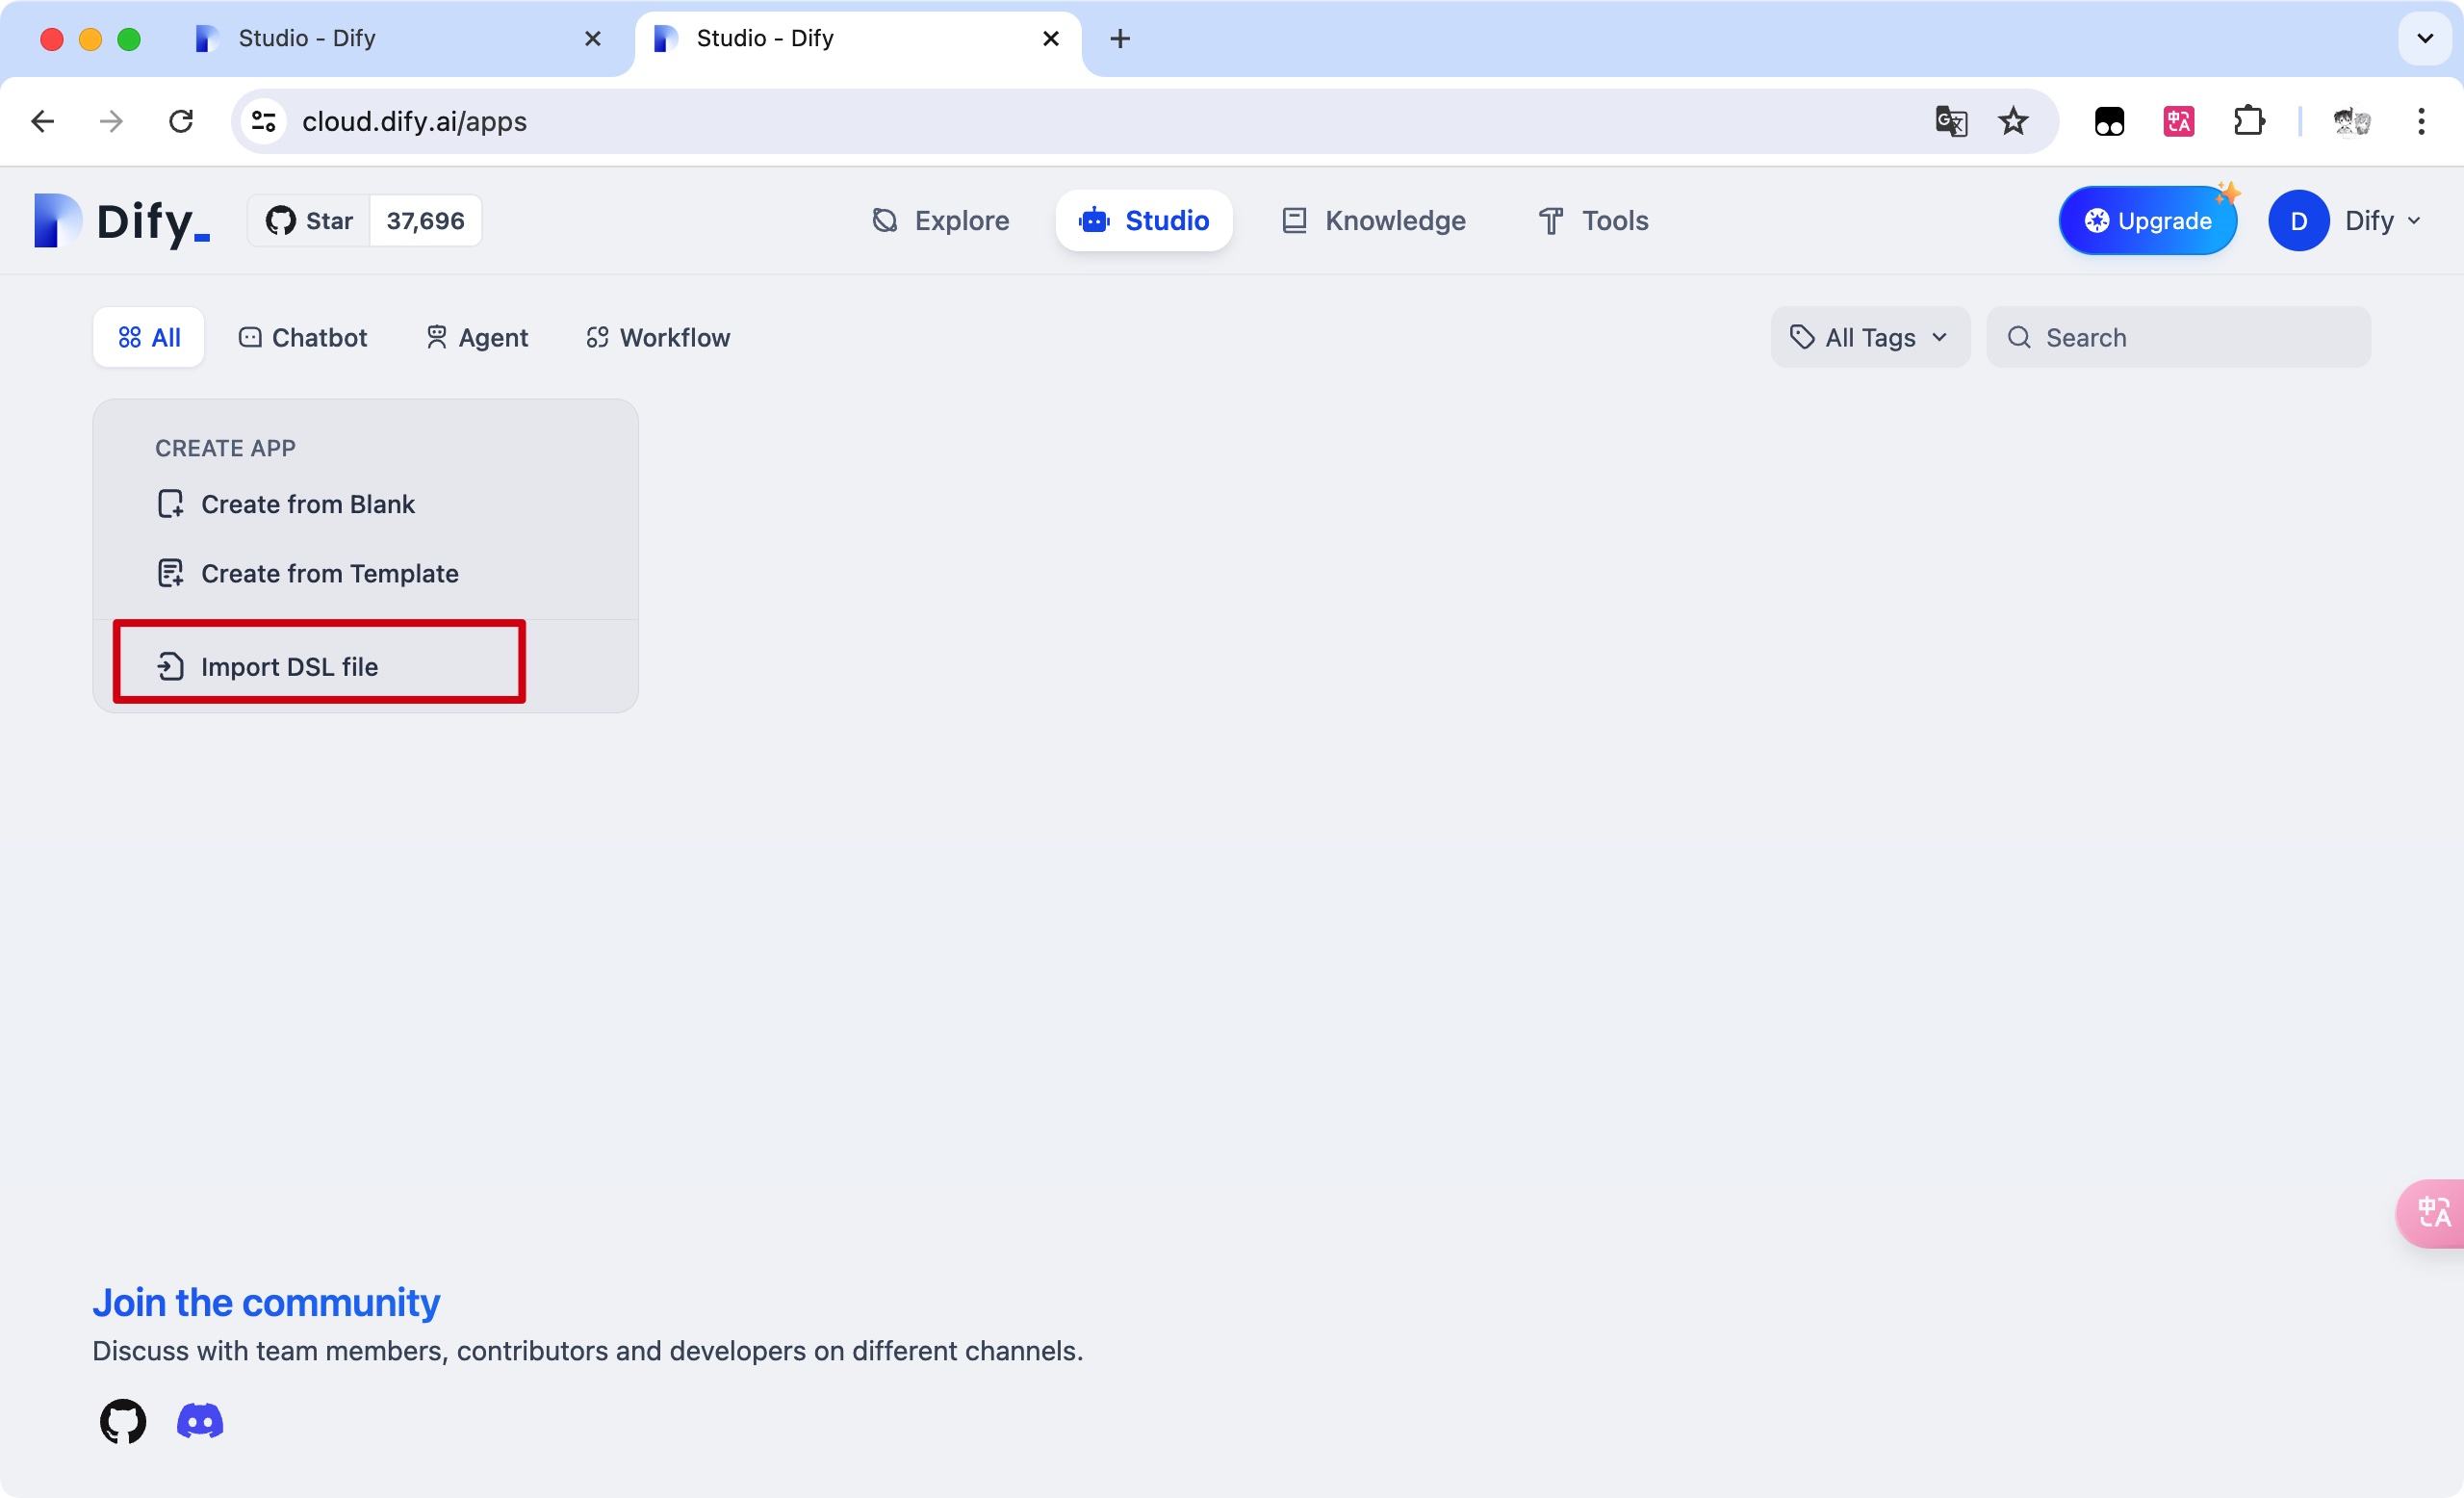 Studio - Dify
Studio - Dify
cloud.dify.ai/apps
Dify_
Star 37,696
Explore
Studio
Knowledge
Tools
Upgrade
D
Dify
All
Chatbot
Agent
Workflow
All Tags
Search
CREATE APP
Create from Blank
Create from Template
Import DSL file
Join the community
Discuss with team members, contributors and developers on different channels.